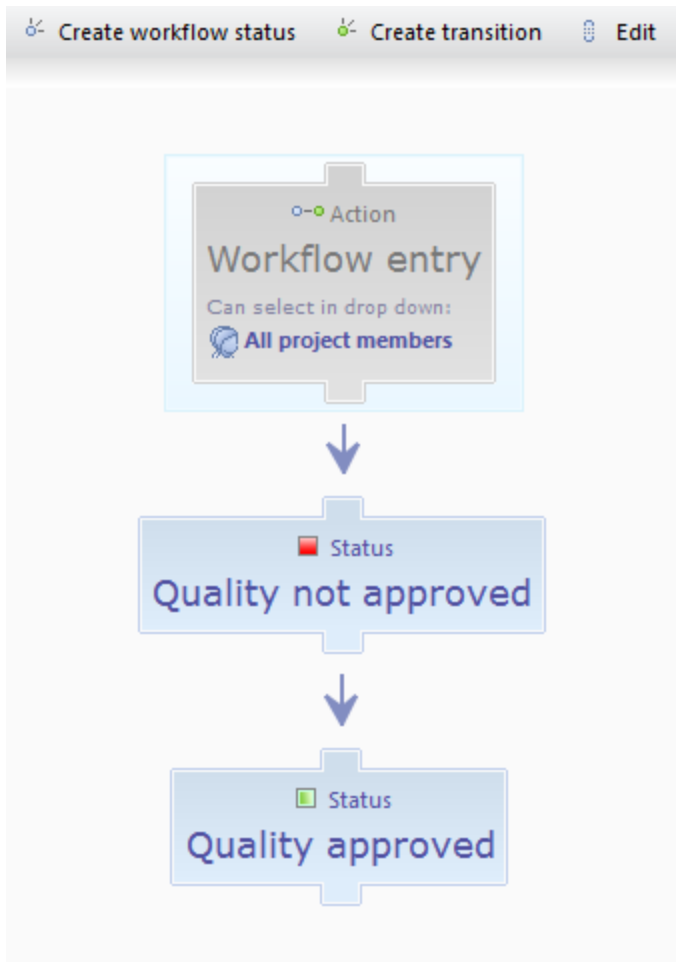 Create workflow status Create transition Edit
Action
Workflow entry
Can select in drop down:
All project members
Status
Quality not approved
Status
Quality approved